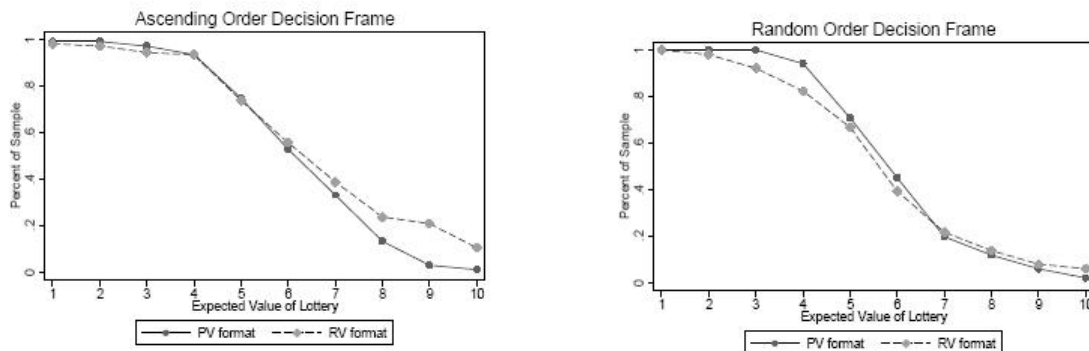 Ascending Order Decision Frame
Percent of Sample
1
.8
.6
.4
.2
0
1 2 3 4 5 6 7 8 9 10
Expected Value of Lottery
PV format RV format
Random Order Decision Frame
Percent of Sample
1
.8
.6
.4
.2
0
1 2 3 4 5 6 7 8 9 10
Expected Value of Lottery
PV format RV format